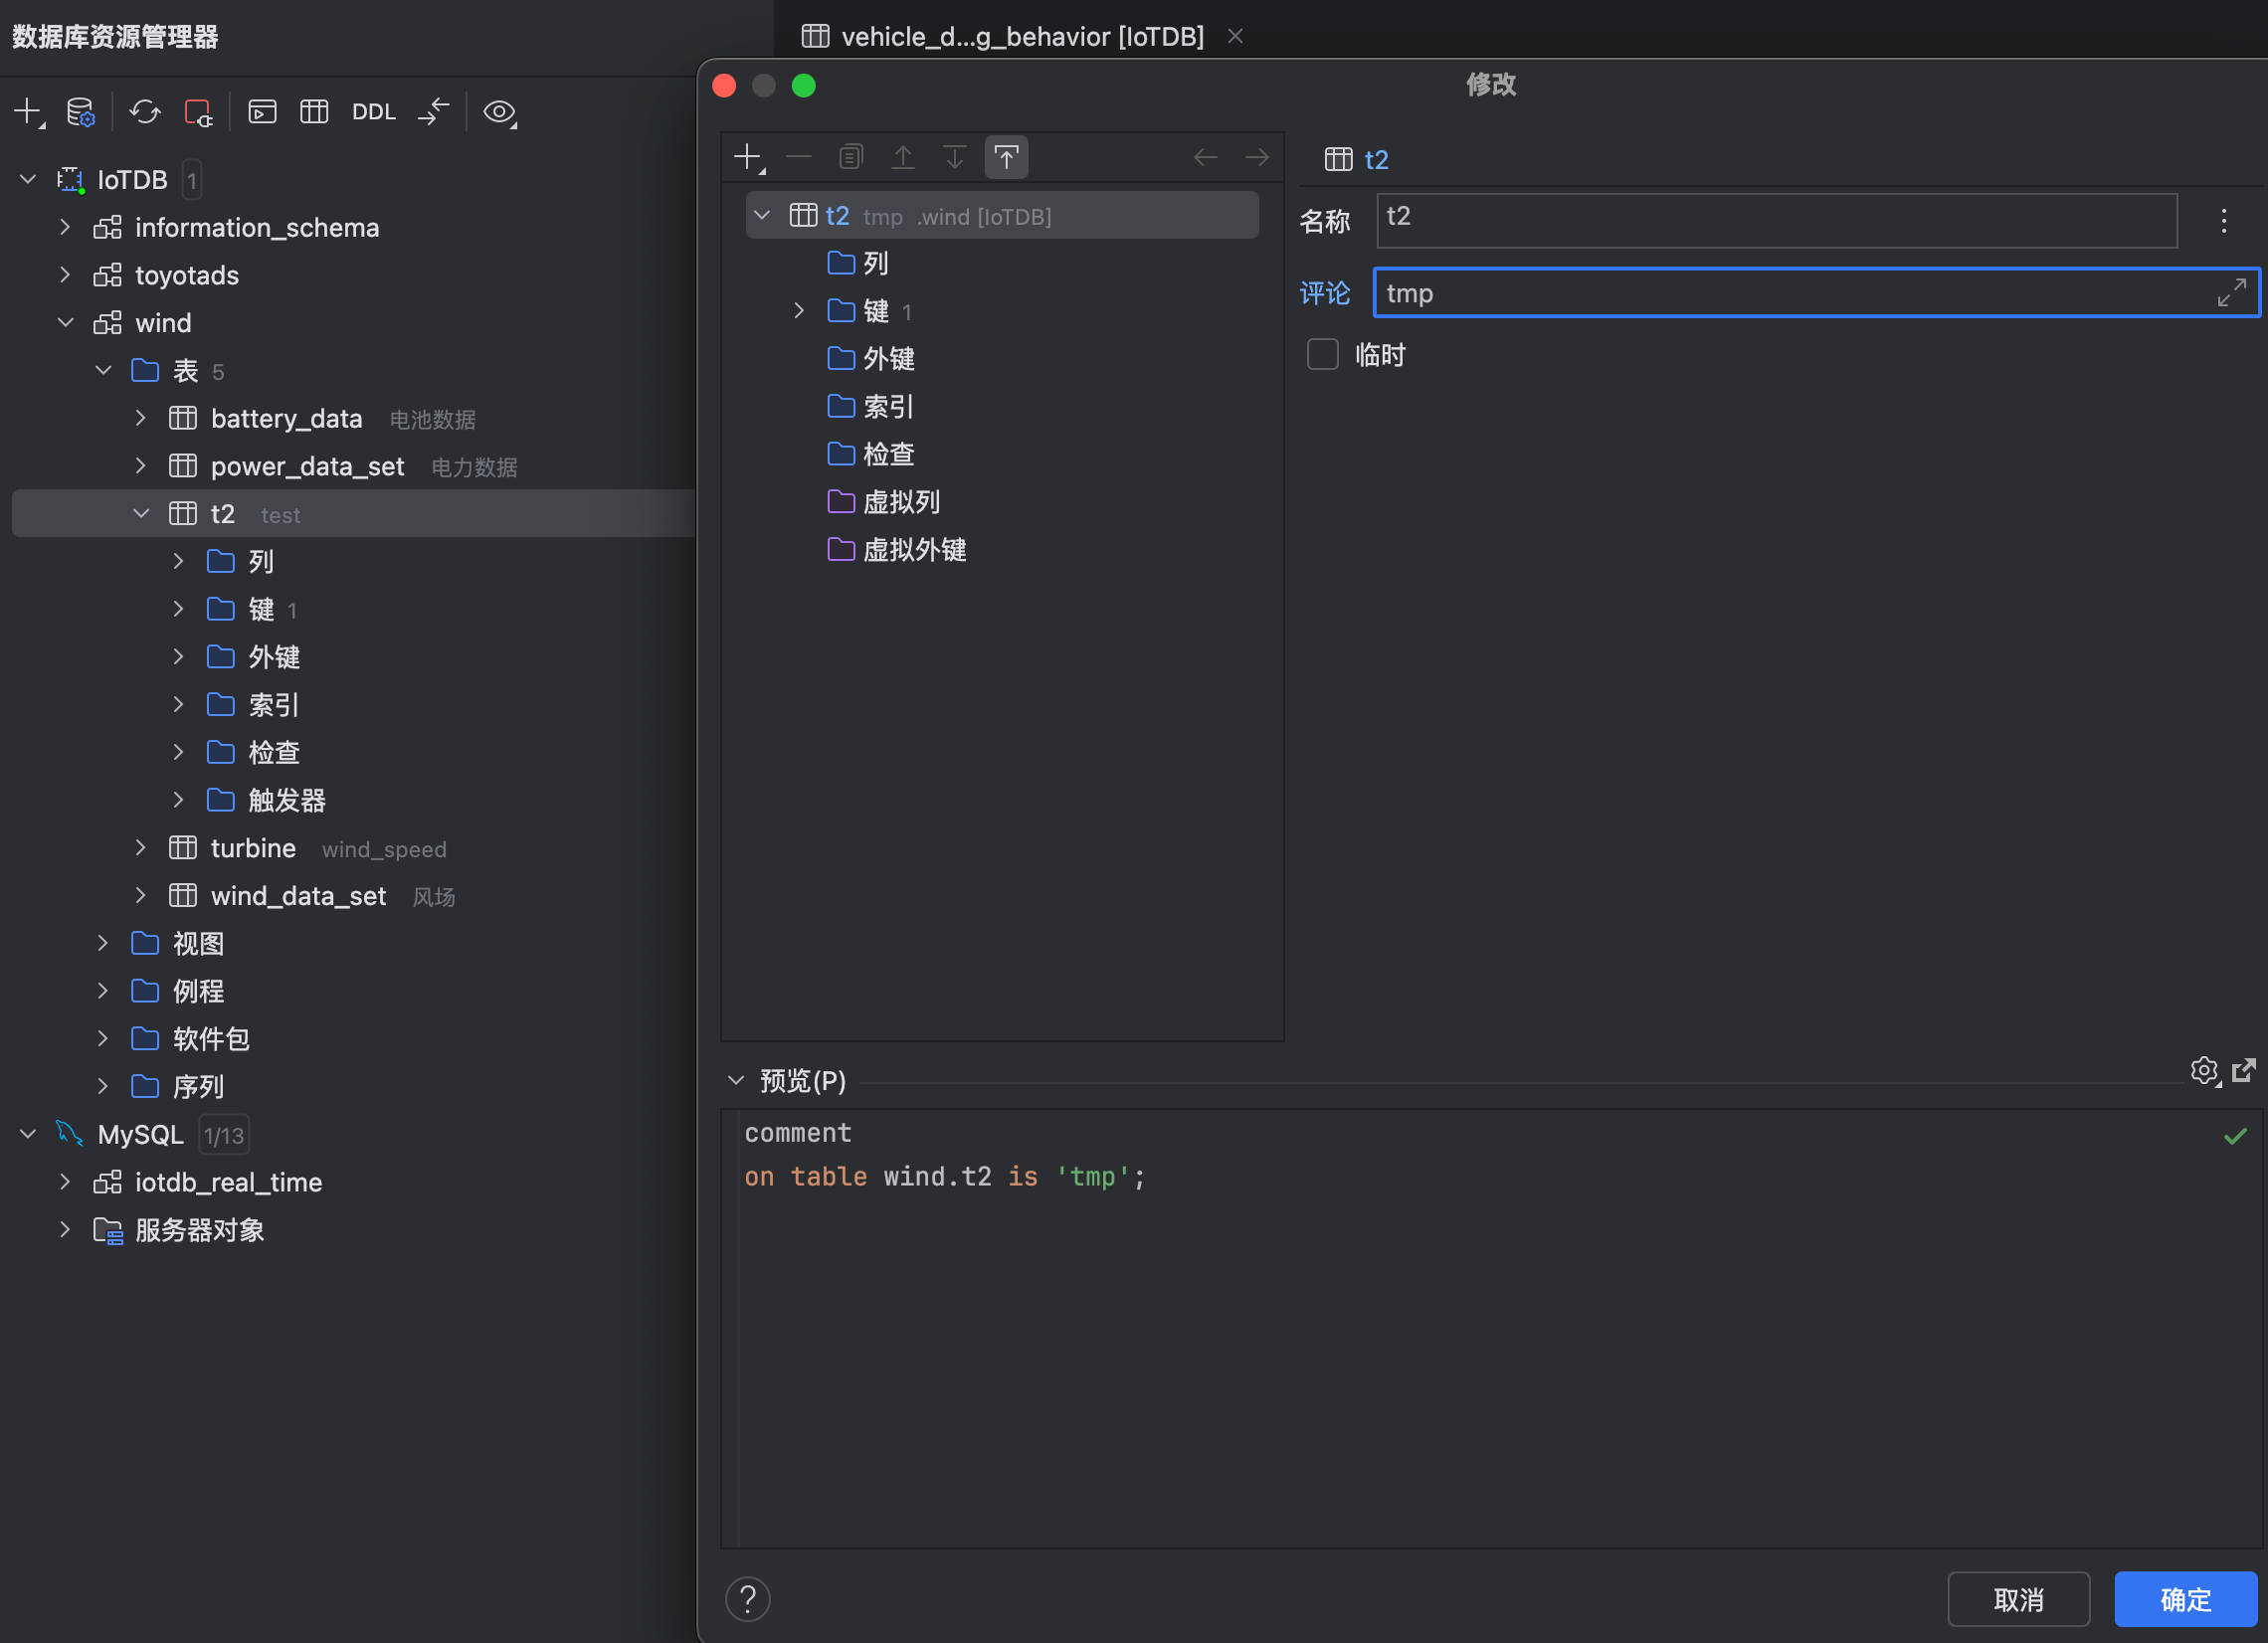 数据库资源管理器
vehicle_d...g_behavior [IoTDB]
DDL
IoTDB 1
information_schema
toyotads
wind
表 5
battery_data 电池数据
power_data_set 电力数据
t2 test
列
键 1
外键
索引
检查
触发器
turbine wind_speed
wind_data_set 风场
视图
例程
软件包
序列
MySQL 1/13
iotdb_real_time
服务器对象
修改
t2 tmp .wind [IoTDB]
列
键 1
外键
索引
检查
虚拟列
虚拟外键
t2
名称 t2
评论 tmp
临时
预览(P)
comment
on table wind.t2 is 'tmp';
?
取消
确定